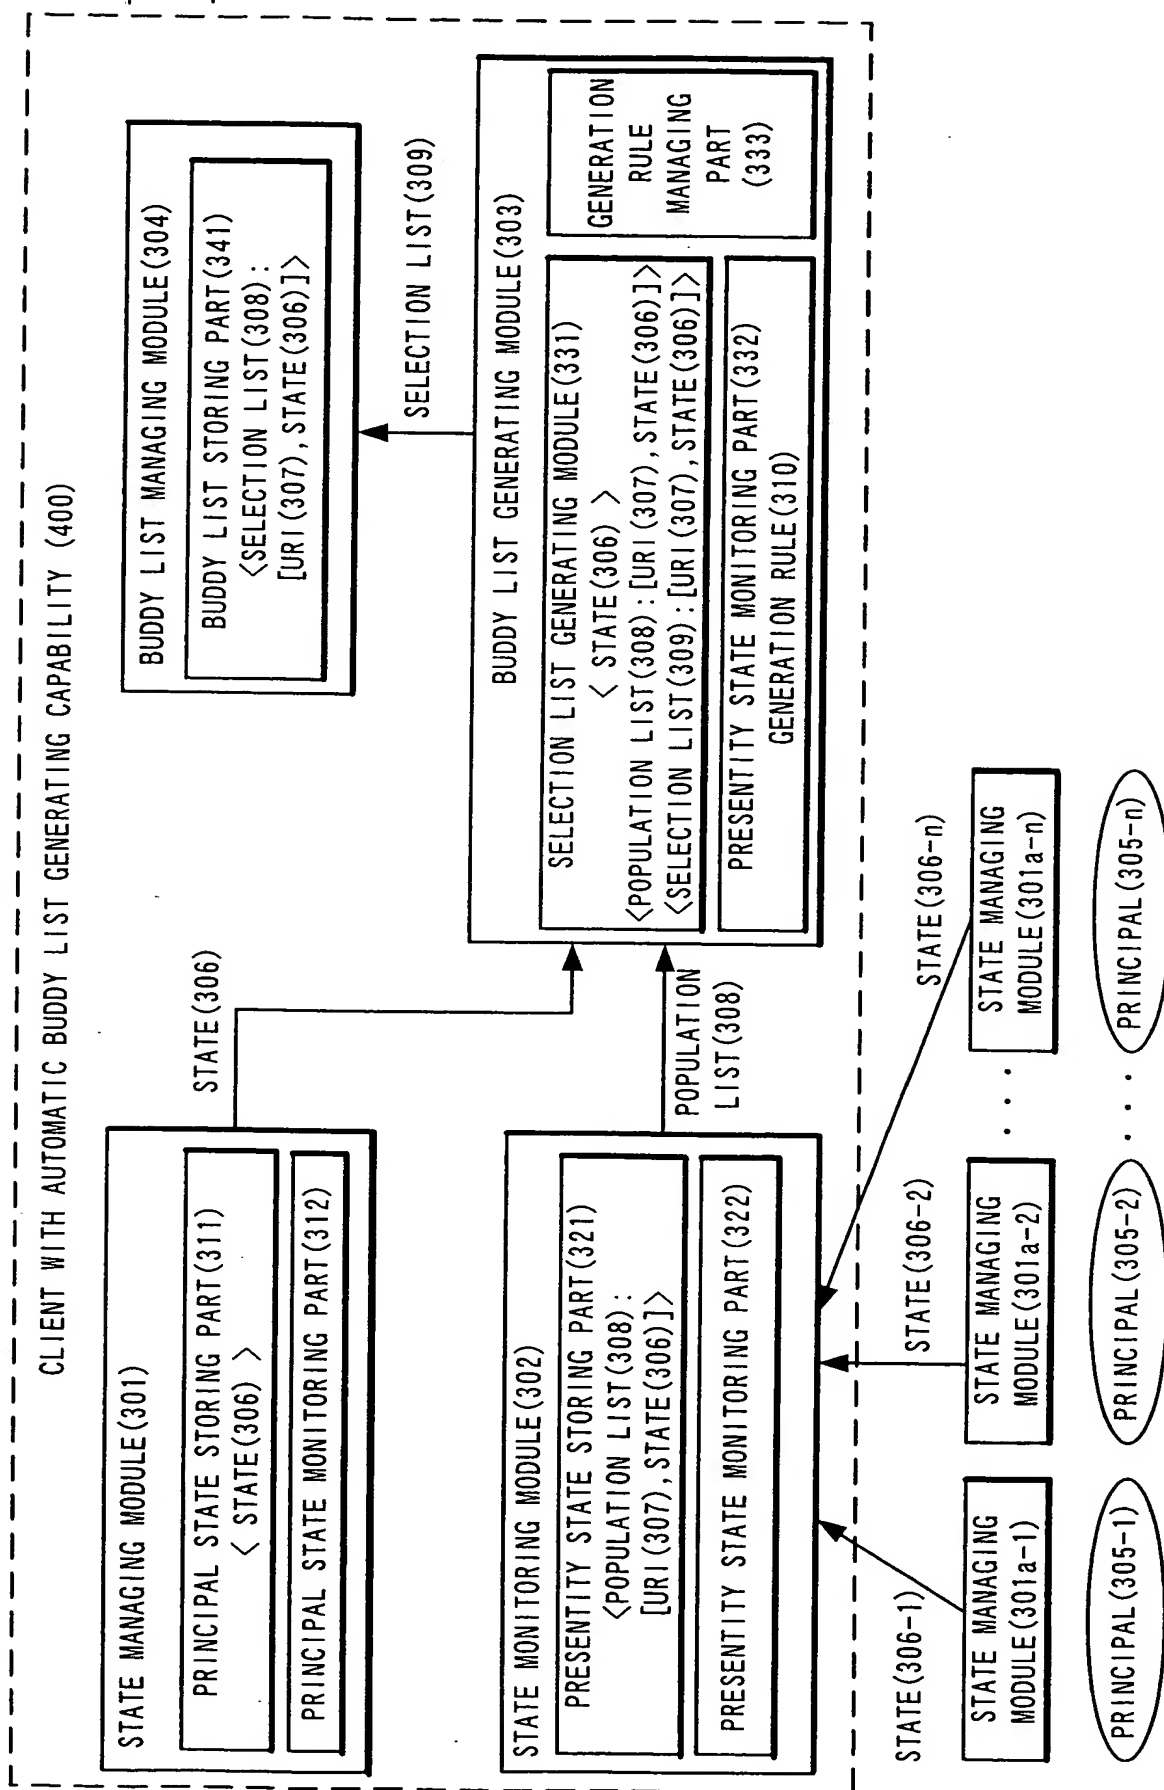 CLIENT WITH AUTOMATIC BUDDY LIST GENERATING CAPABILITY (400)
STATE MANAGING MODULE(301)
PRINCIPAL STATE STORING PART(311)
< STATE(306) >
PRINCIPAL STATE MONITORING PART(312)
STATE(306)
BUDDY LIST MANAGING MODULE(304)
BUDDY LIST STORING PART(341)
<SELECTION LIST(308):
[URI(307),STATE(306)]>
SELECTION LIST(309)
STATE MONITORING MODULE(302)
PRESENTITY STATE STORING PART(321)
<POPULATION LIST(308):
[URI(307),STATE(306)]>
PRESENTITY STATE MONITORING PART(322)
POPULATION
LIST(308)
BUDDY LIST GENERATING MODULE(303)
SELECTION LIST GENERATING MODULE(331)
< STATE(306) >
<POPULATION LIST(308):[URI(307),STATE(306)]>
<SELECTION LIST(309):[URI(307),STATE(306)]>
PRESENTITY STATE MONITORING PART(332)
GENERATION RULE(310)
GENERATION
RULE
MANAGING
PART
(333)
STATE(306-1)
STATE(306-2)
STATE(306-n)
STATE MANAGING
MODULE(301a-1)
STATE MANAGING
MODULE(301a-2)
. . . .
STATE MANAGING
MODULE(301a-n)
PRINCIPAL(305-1)
PRINCIPAL(305-2)
. . .
PRINCIPAL(305-n)